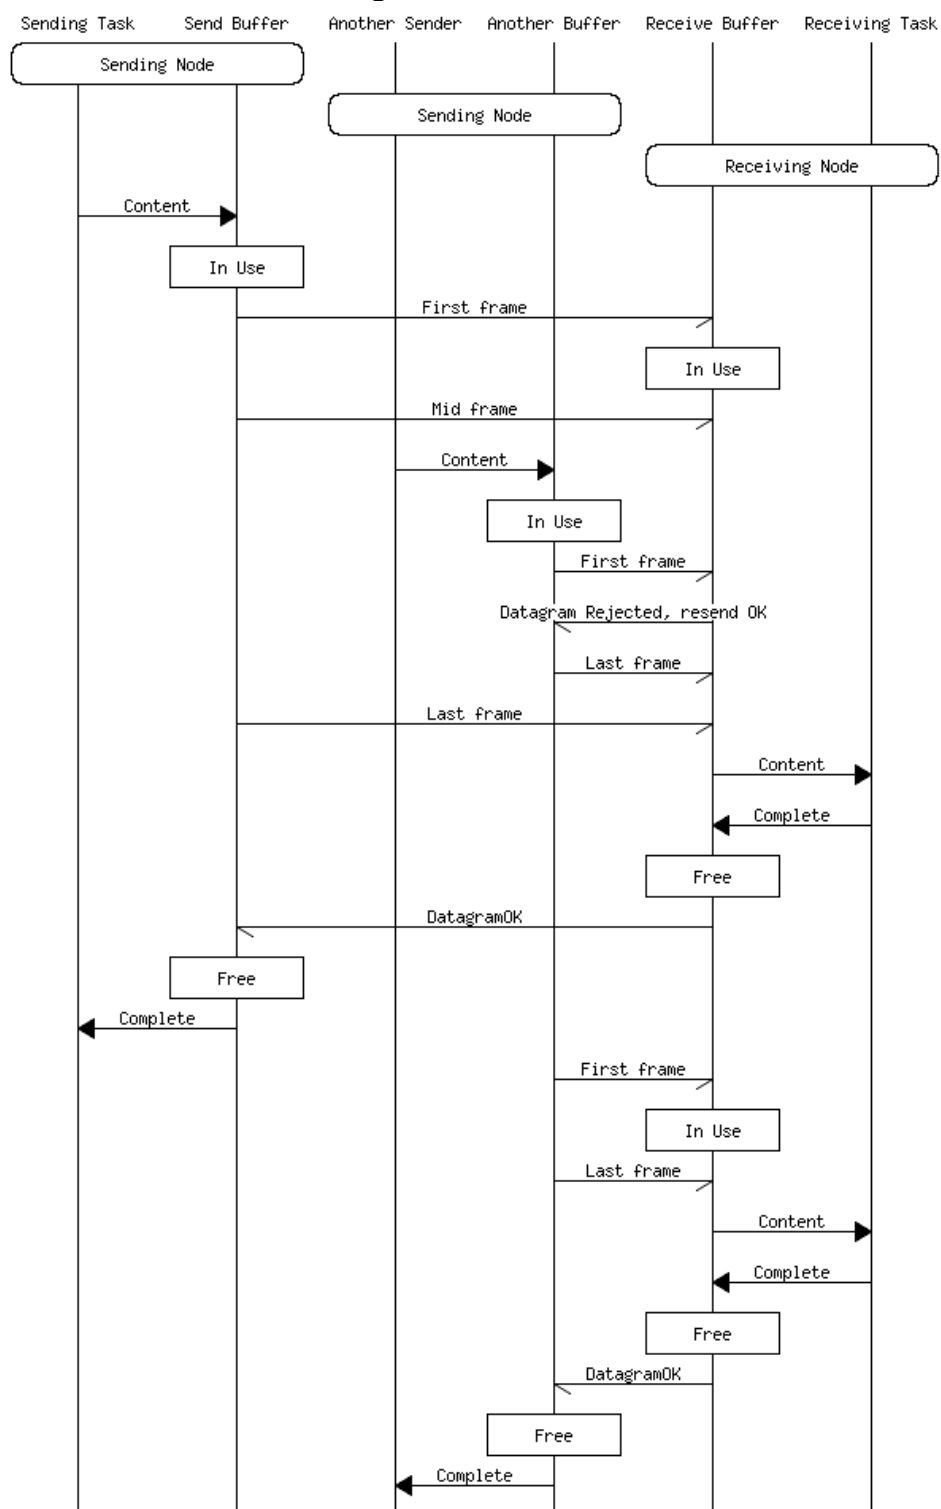 Sending Task Send Buffer Another Sender Another Buffer Receive Buffer Receiving Task
Sending Node
Sending Node
Receiving Node
Content
In Use
First frame
In Use
Mid frame
Content
In Use
First frame
Datagram Rejected, resend OK
Last frame
Last frame
Content
Complete
Free
DatagramOK
Free
Complete
First frame
In Use
Last frame
Content
Complete
Free
DatagramOK
Free
Complete